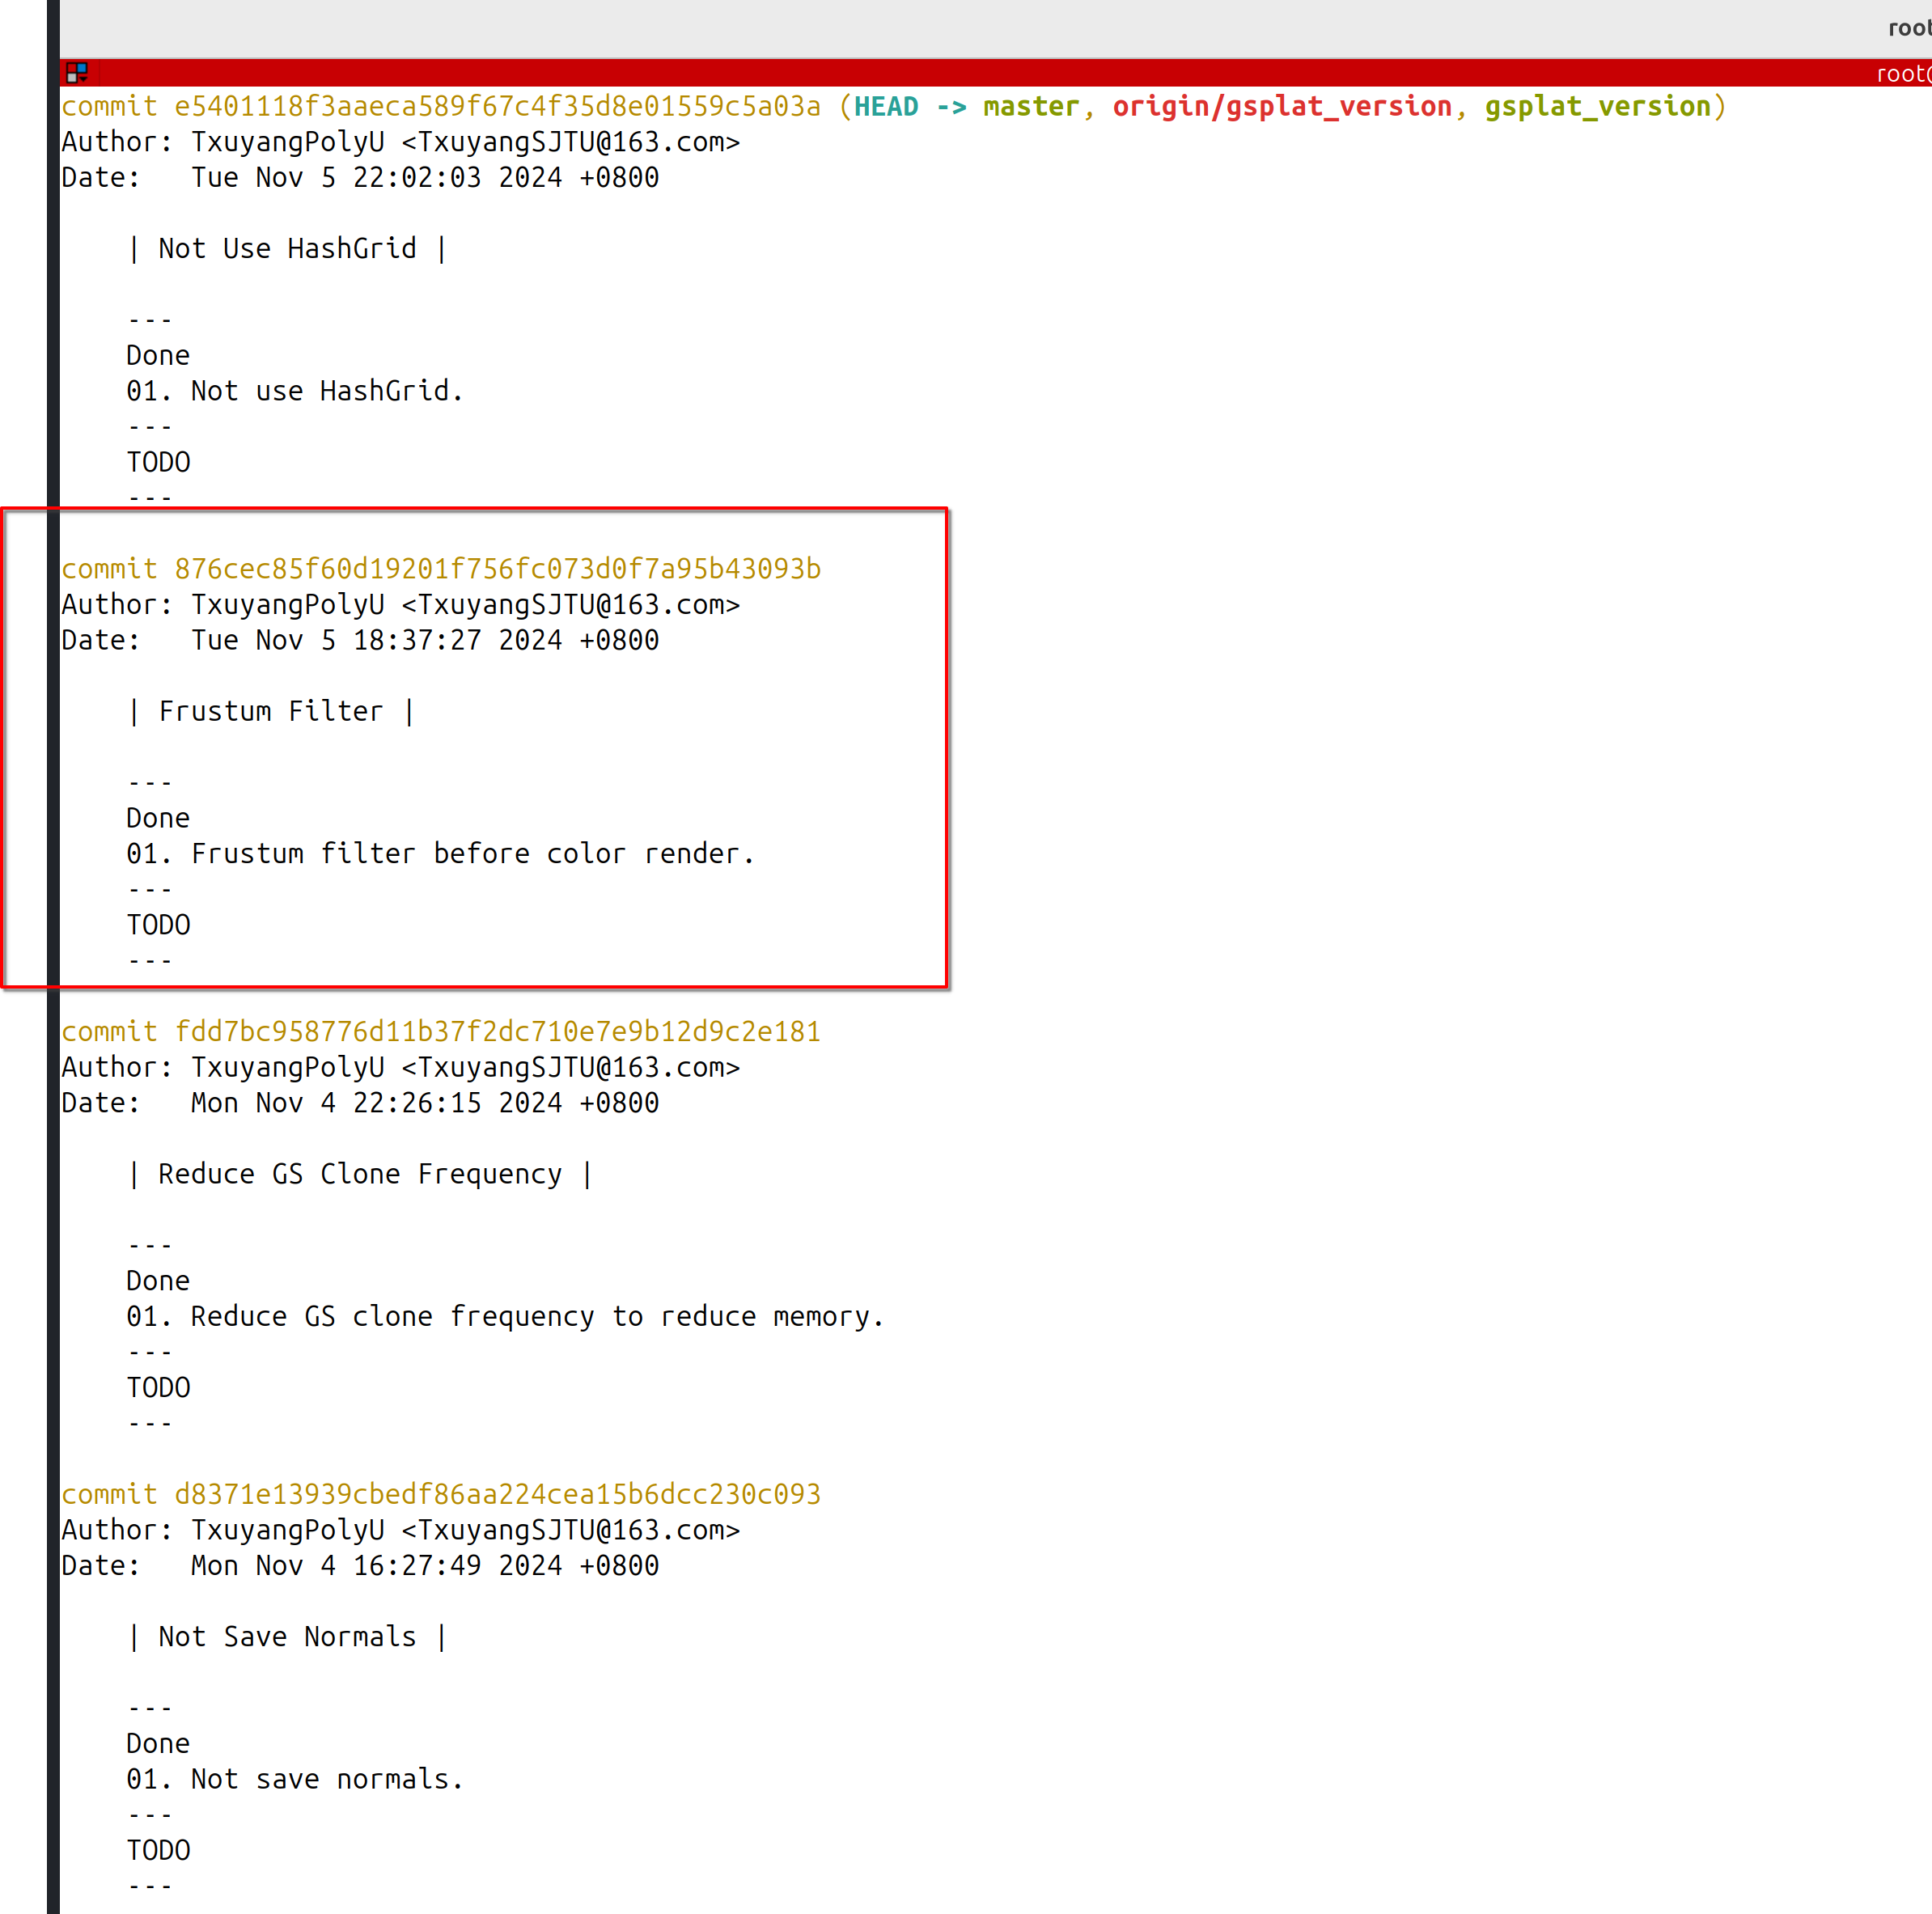 root
root@
commit e5401118f3aaeca589f67c4f35d8e01559c5a03a (HEAD -> master, origin/gsplat_version, gsplat_version)
Author: TxuyangPolyU <TxuyangSJTU@163.com>
Date:   Tue Nov 5 22:02:03 2024 +0800
| Not Use HashGrid |
---
Done
01. Not use HashGrid.
---
TODO
---
commit 876cec85f60d19201f756fc073d0f7a95b43093b
Author: TxuyangPolyU <TxuyangSJTU@163.com>
Date:   Tue Nov 5 18:37:27 2024 +0800
| Frustum Filter |
---
Done
01. Frustum filter before color render.
---
TODO
---
commit fdd7bc958776d11b37f2dc710e7e9b12d9c2e181
Author: TxuyangPolyU <TxuyangSJTU@163.com>
Date:   Mon Nov 4 22:26:15 2024 +0800
| Reduce GS Clone Frequency |
---
Done
01. Reduce GS clone frequency to reduce memory.
---
TODO
---
commit d8371e13939cbedf86aa224cea15b6dcc230c093
Author: TxuyangPolyU <TxuyangSJTU@163.com>
Date:   Mon Nov 4 16:27:49 2024 +0800
| Not Save Normals |
---
Done
01. Not save normals.
---
TODO
---